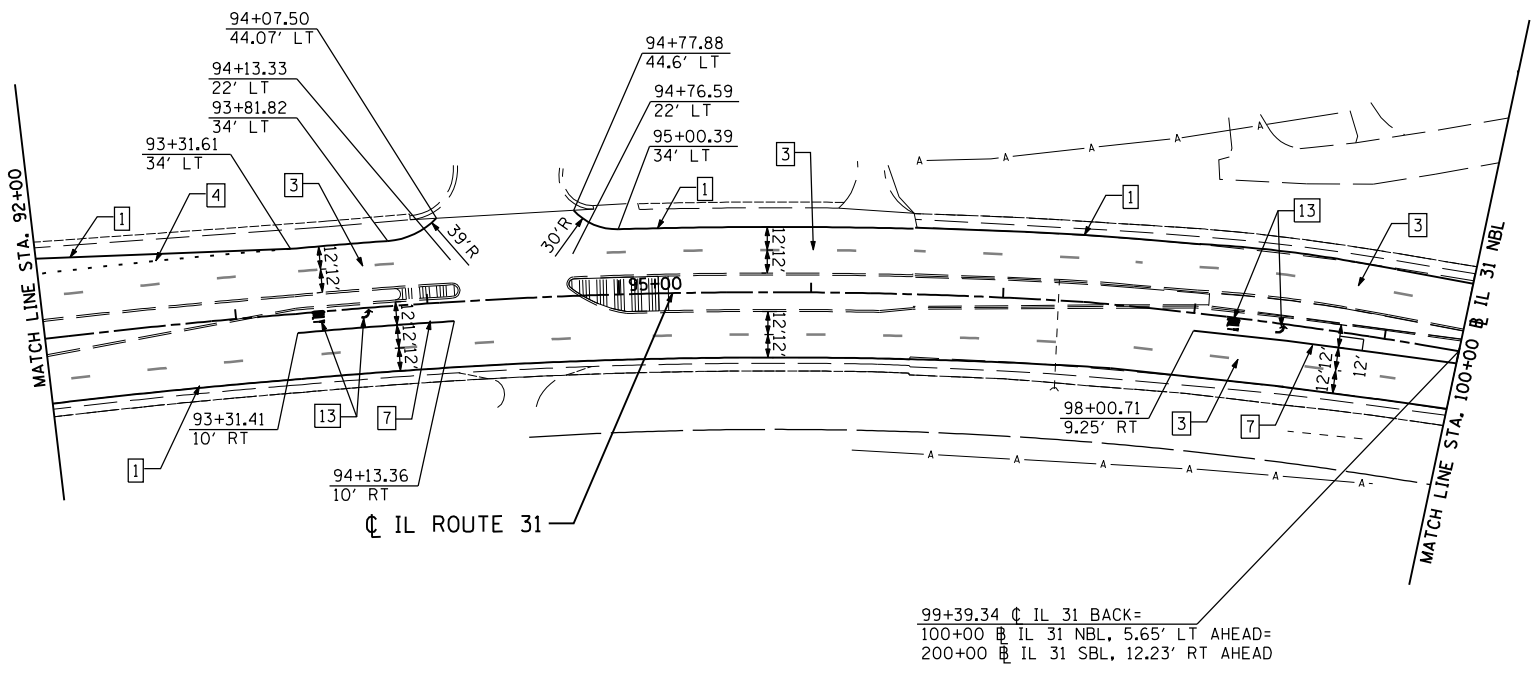 94+07.50
44.07' LT
94+13.33
22' LT
93+81.82
34' LT
93+31.61
34' LT
94+77.88
44.6' LT
94+76.59
22' LT
95+00.39
34' LT
MATCH LINE STA. 92+00
1
4
3
39'R
30'R
1
3
A
A
A
A
A
1
13
3
12'
12'
12'
12'
95+00
12'
12'
12'
12'
12'
12'
12'
12'
93+31.41
10' RT
13
7
1
94+13.36
10' RT
℄ IL ROUTE 31
98+00.71
9.25' RT
3
7
A
A
A
A
A
A
MATCH LINE STA. 100+00 ℄ IL 31 NBL
99+39.34 ℄ IL 31 BACK=
100+00 ℄ IL 31 NBL, 5.65' LT AHEAD=
200+00 ℄ IL 31 SBL, 12.23' RT AHEAD